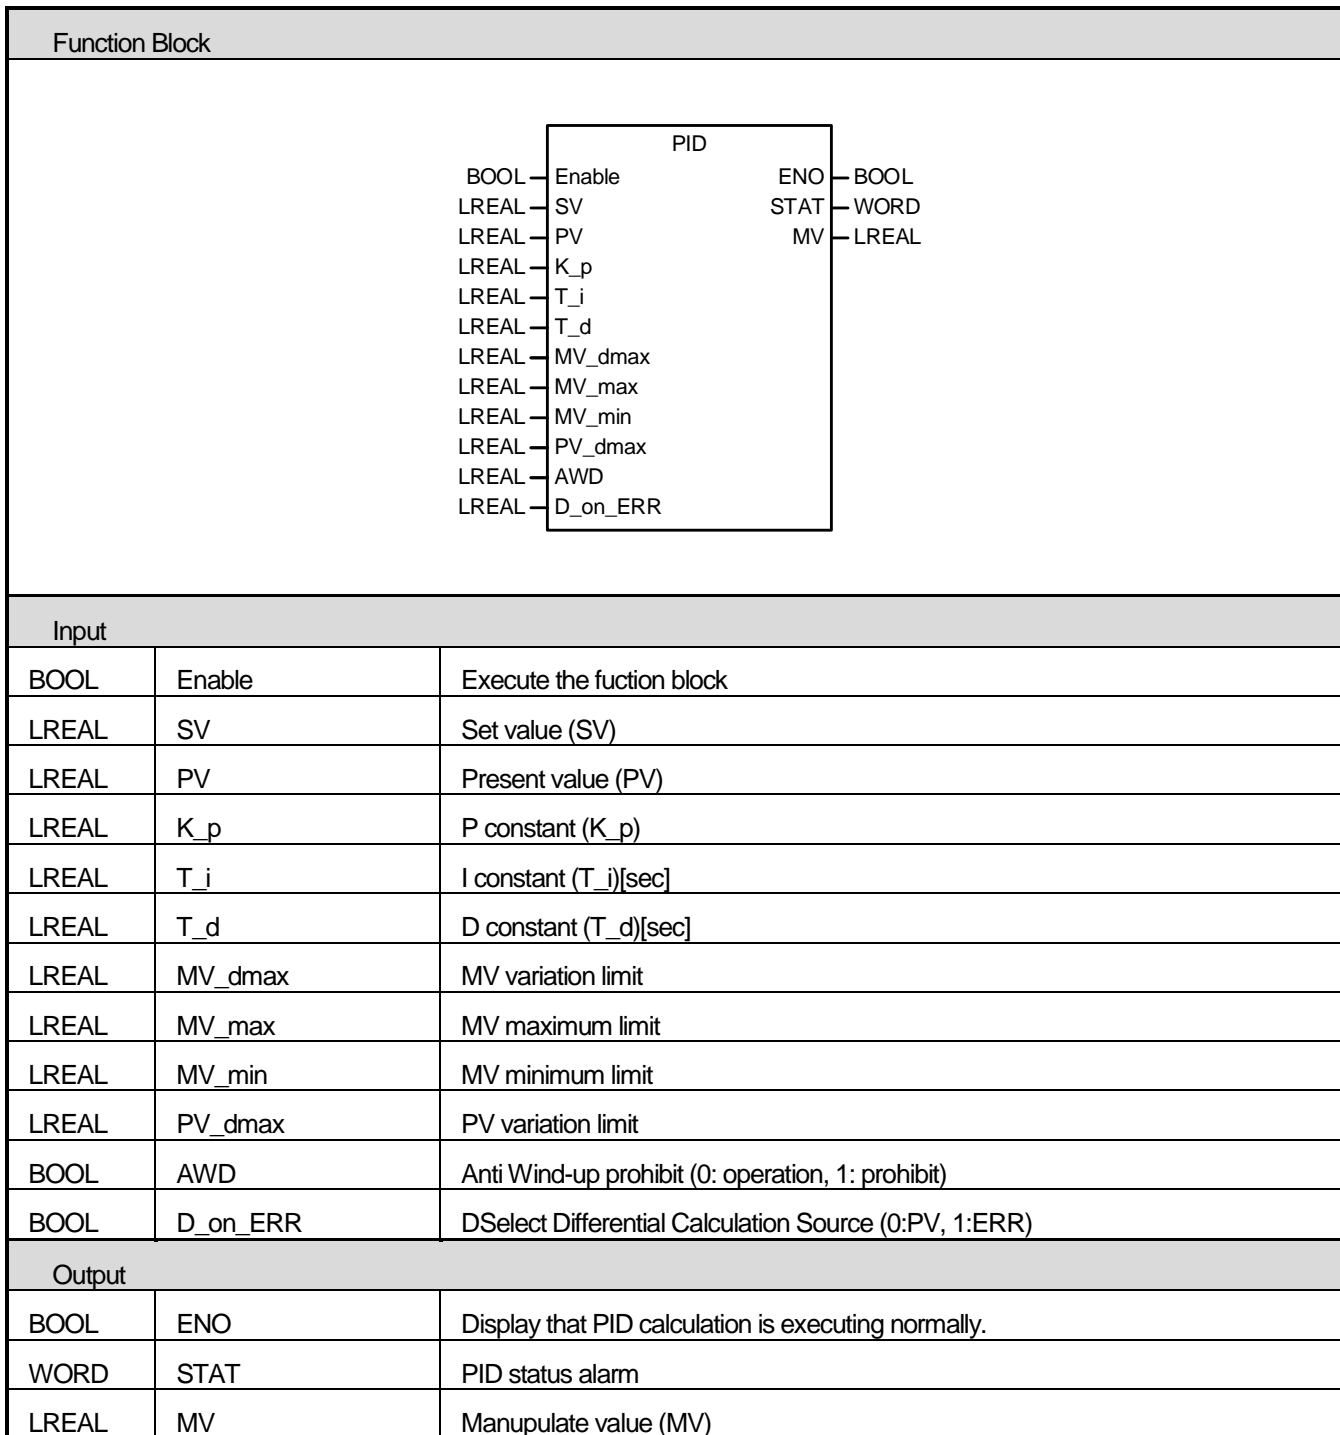 Function Block
PID
BOOL Enable ENO BOOL
LREAL SV STAT WORD
LREAL PV MV LREAL
LREAL K_p
LREAL T_i
LREAL T_d
LREAL MV_dmax
LREAL MV_max
LREAL MV_min
LREAL PV_dmax
LREAL AWD
LREAL D_on_ERR
Input
BOOL Enable Execute the fuction block
LREAL SV Set value (SV)
LREAL PV Present value (PV)
LREAL K_p P constant (K_p)
LREAL T_i I constant (T_i)[sec]
LREAL T_d D constant (T_d)[sec]
LREAL MV_dmax MV variation limit
LREAL MV_max MV maximum limit
LREAL MV_min MV minimum limit
LREAL PV_dmax PV variation limit
BOOL AWD Anti Wind-up prohibit (0: operation, 1: prohibit)
BOOL D_on_ERR DSelect Differential Calculation Source (0:PV, 1:ERR)
Output
BOOL ENO Display that PID calculation is executing normally.
WORD STAT PID status alarm
LREAL MV Manupulate value (MV)